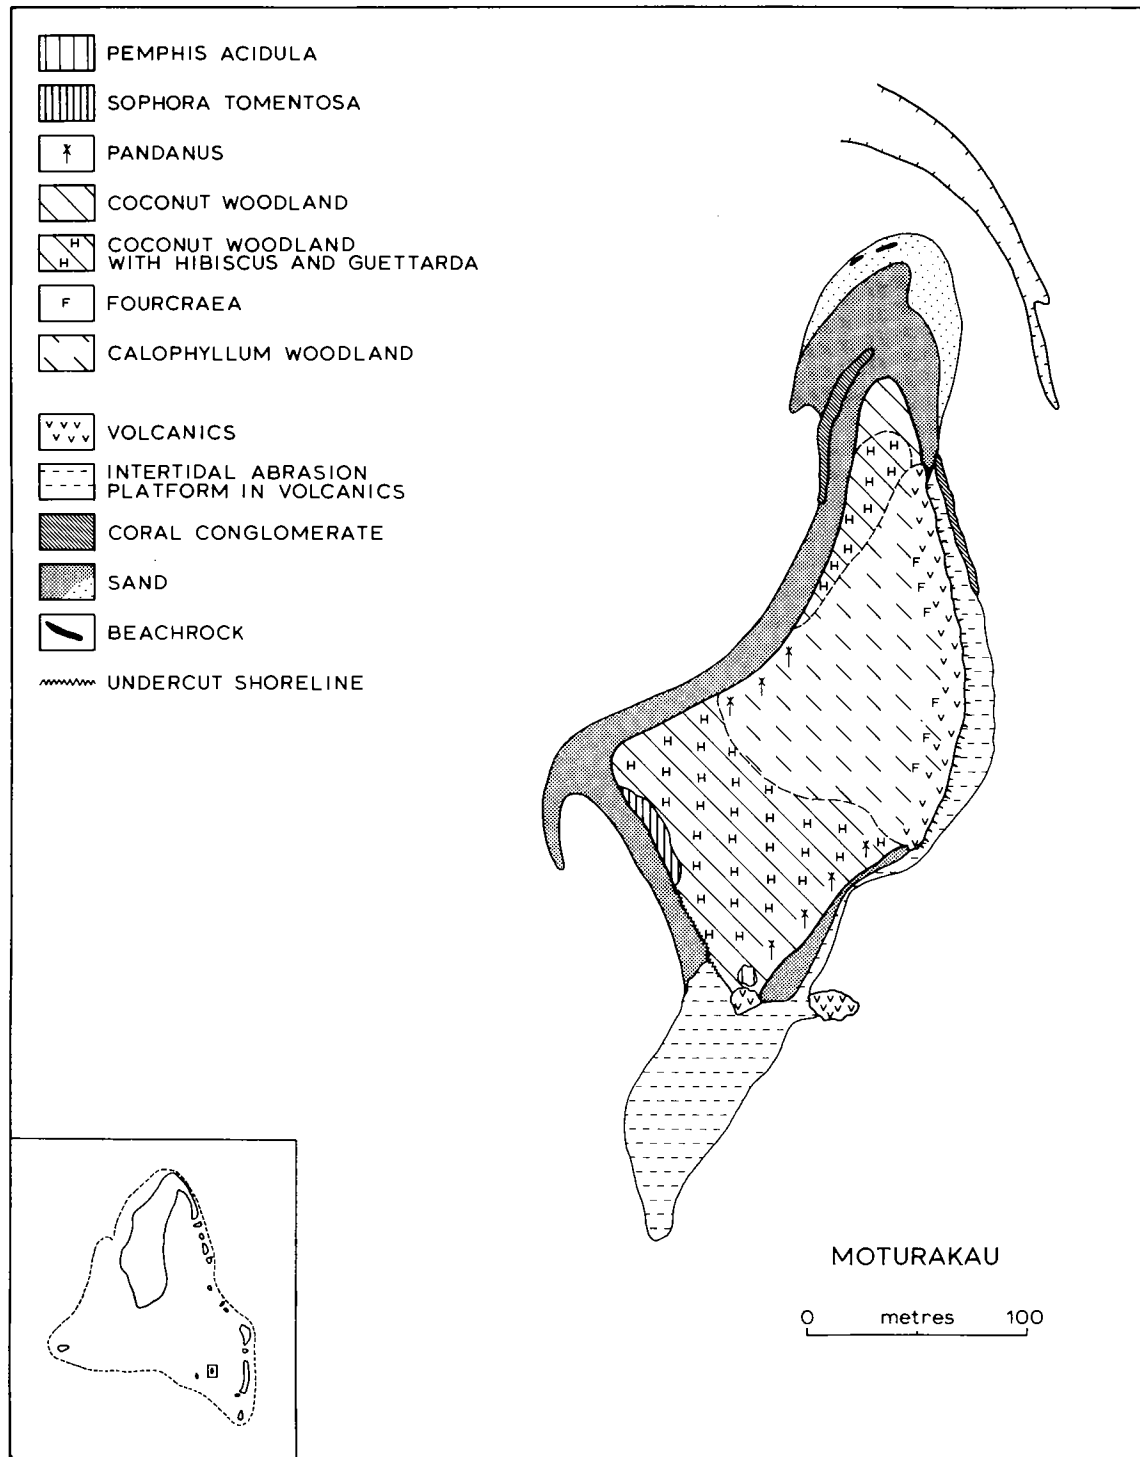 PEMPHIS ACIDULA
SOPHORA TOMENTOSA
PANDANUS
COCONUT WOODLAND
H
H
COCONUT WOODLAND
WITH HIBISCUS AND GUETTARDA
F
FOURCRAEA
CALOPHYLLUM WOODLAND
VOLCANICS
INTERTIDAL ABRASION
PLATFORM IN VOLCANICS
CORAL CONGLOMERATE
SAND
BEACHROCK
UNDERCUT SHORELINE
MOTURAKAU
0 metres 100